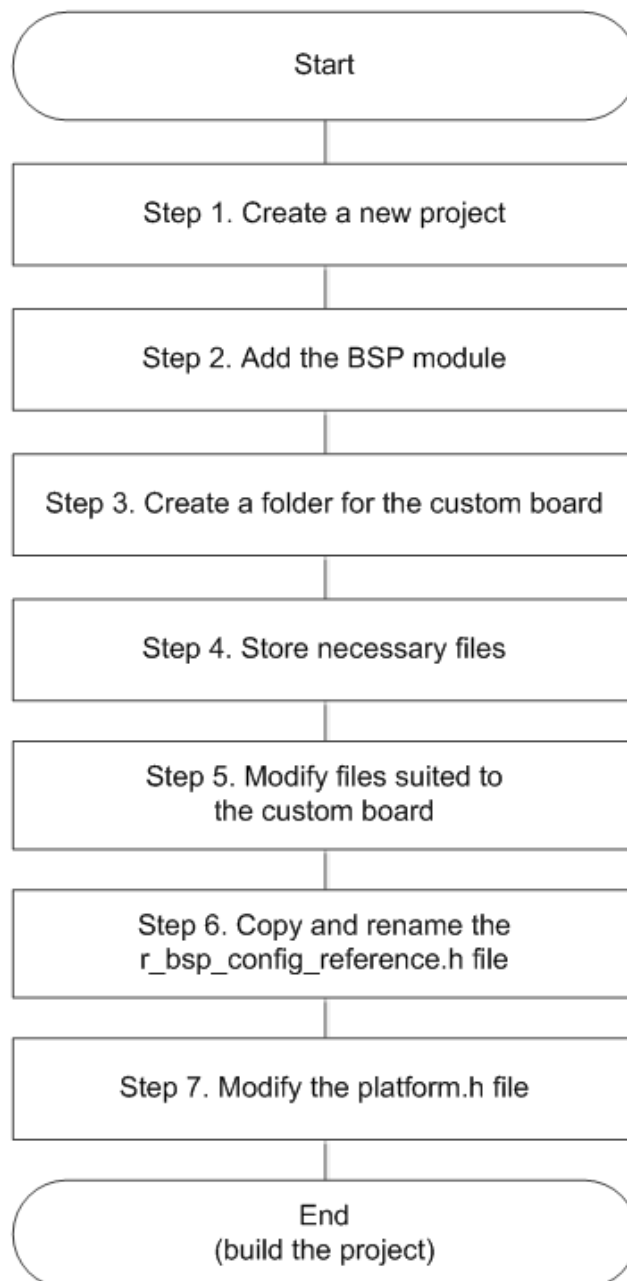 Start
Step 1. Create a new project
Step 2. Add the BSP module
Step 3. Create a folder for the custom board
Step 4. Store necessary files
Step 5. Modify files suited to
the custom board
Step 6. Copy and rename the
r_bsp_config_reference.h file
Step 7. Modify the platform.h file
End
(build the project)